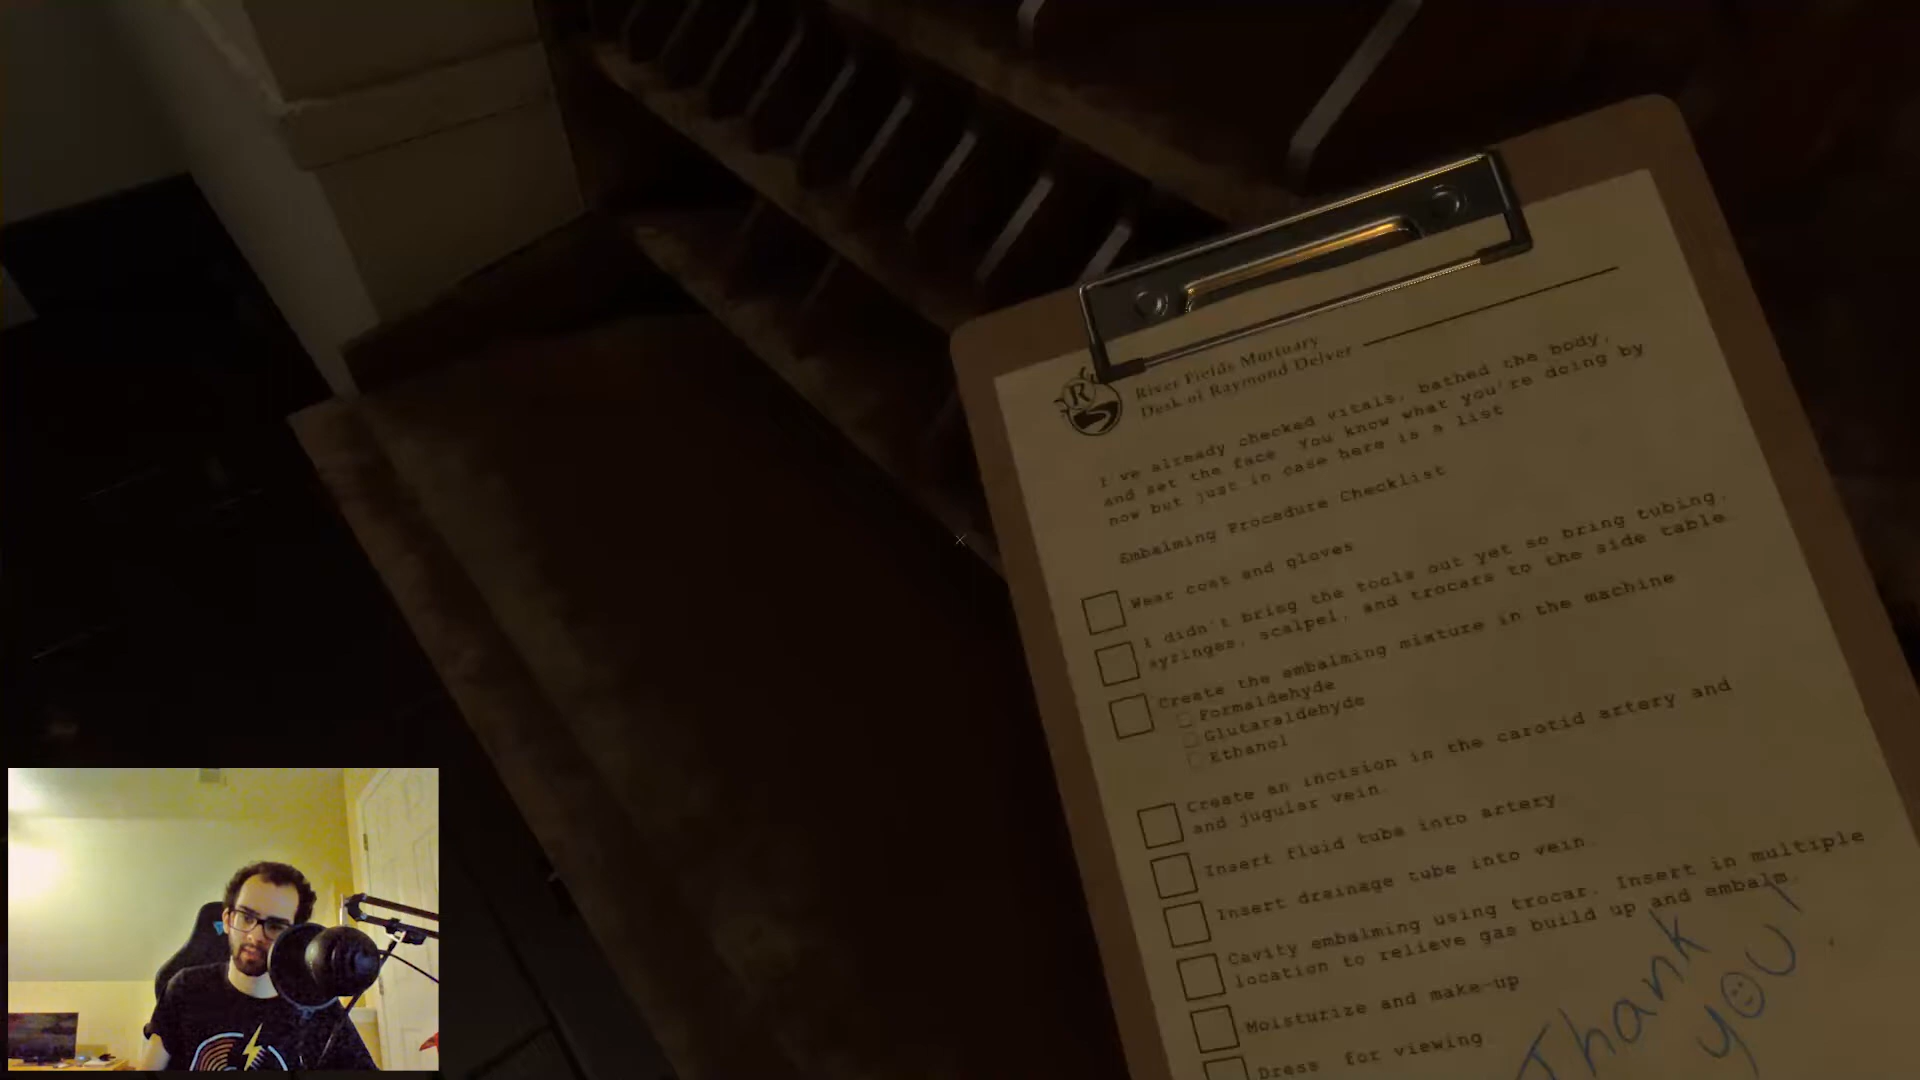 River Fields Mortuary
Desk of Raymond Delver
I've already checked vitals, bathed the body,
and set the face You know what you're doing by
now but just in case here is a list
Embalming Procedure Checklist
Wear coat and gloves
I didn't bring the tools out yet so bring tubing,
syringes, scalpel, and trocars to the side table.
Create the embalming mixture in the machine
Formaldehyde
Glutaraldehyde
Ethanol
Create an incision in the carotid artery and
and jugular vein.
Insert fluid tube into artery.
Insert drainage tube into vein.
Cavity embalming using trocar. Insert in multiple
location to relieve gas build up and embalm.
Moisturize and make-up
Dress for viewing
Thank
you!